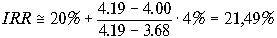 IRR ≅ 20% + (4.19 − 4.00)/(4.19 − 3.68) · 4% = 21,49%